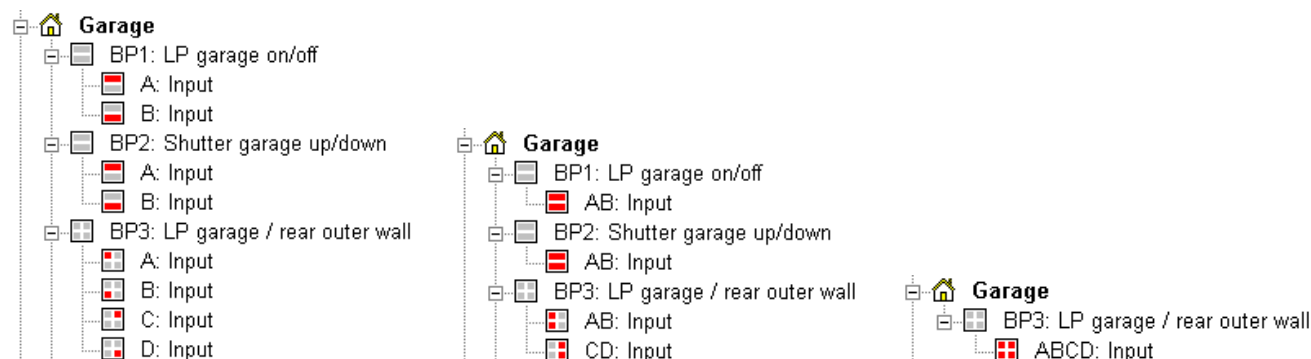 Garage
BP1: LP garage on/off
A: Input
B: Input
BP2: Shutter garage up/down
A: Input
B: Input
BP3: LP garage / rear outer wall
A: Input
B: Input
C: Input
D: Input
Garage
BP1: LP garage on/off
AB: Input
BP2: Shutter garage up/down
AB: Input
BP3: LP garage / rear outer wall
AB: Input
CD: Input
Garage
BP3: LP garage / rear outer wall
ABCD: Input